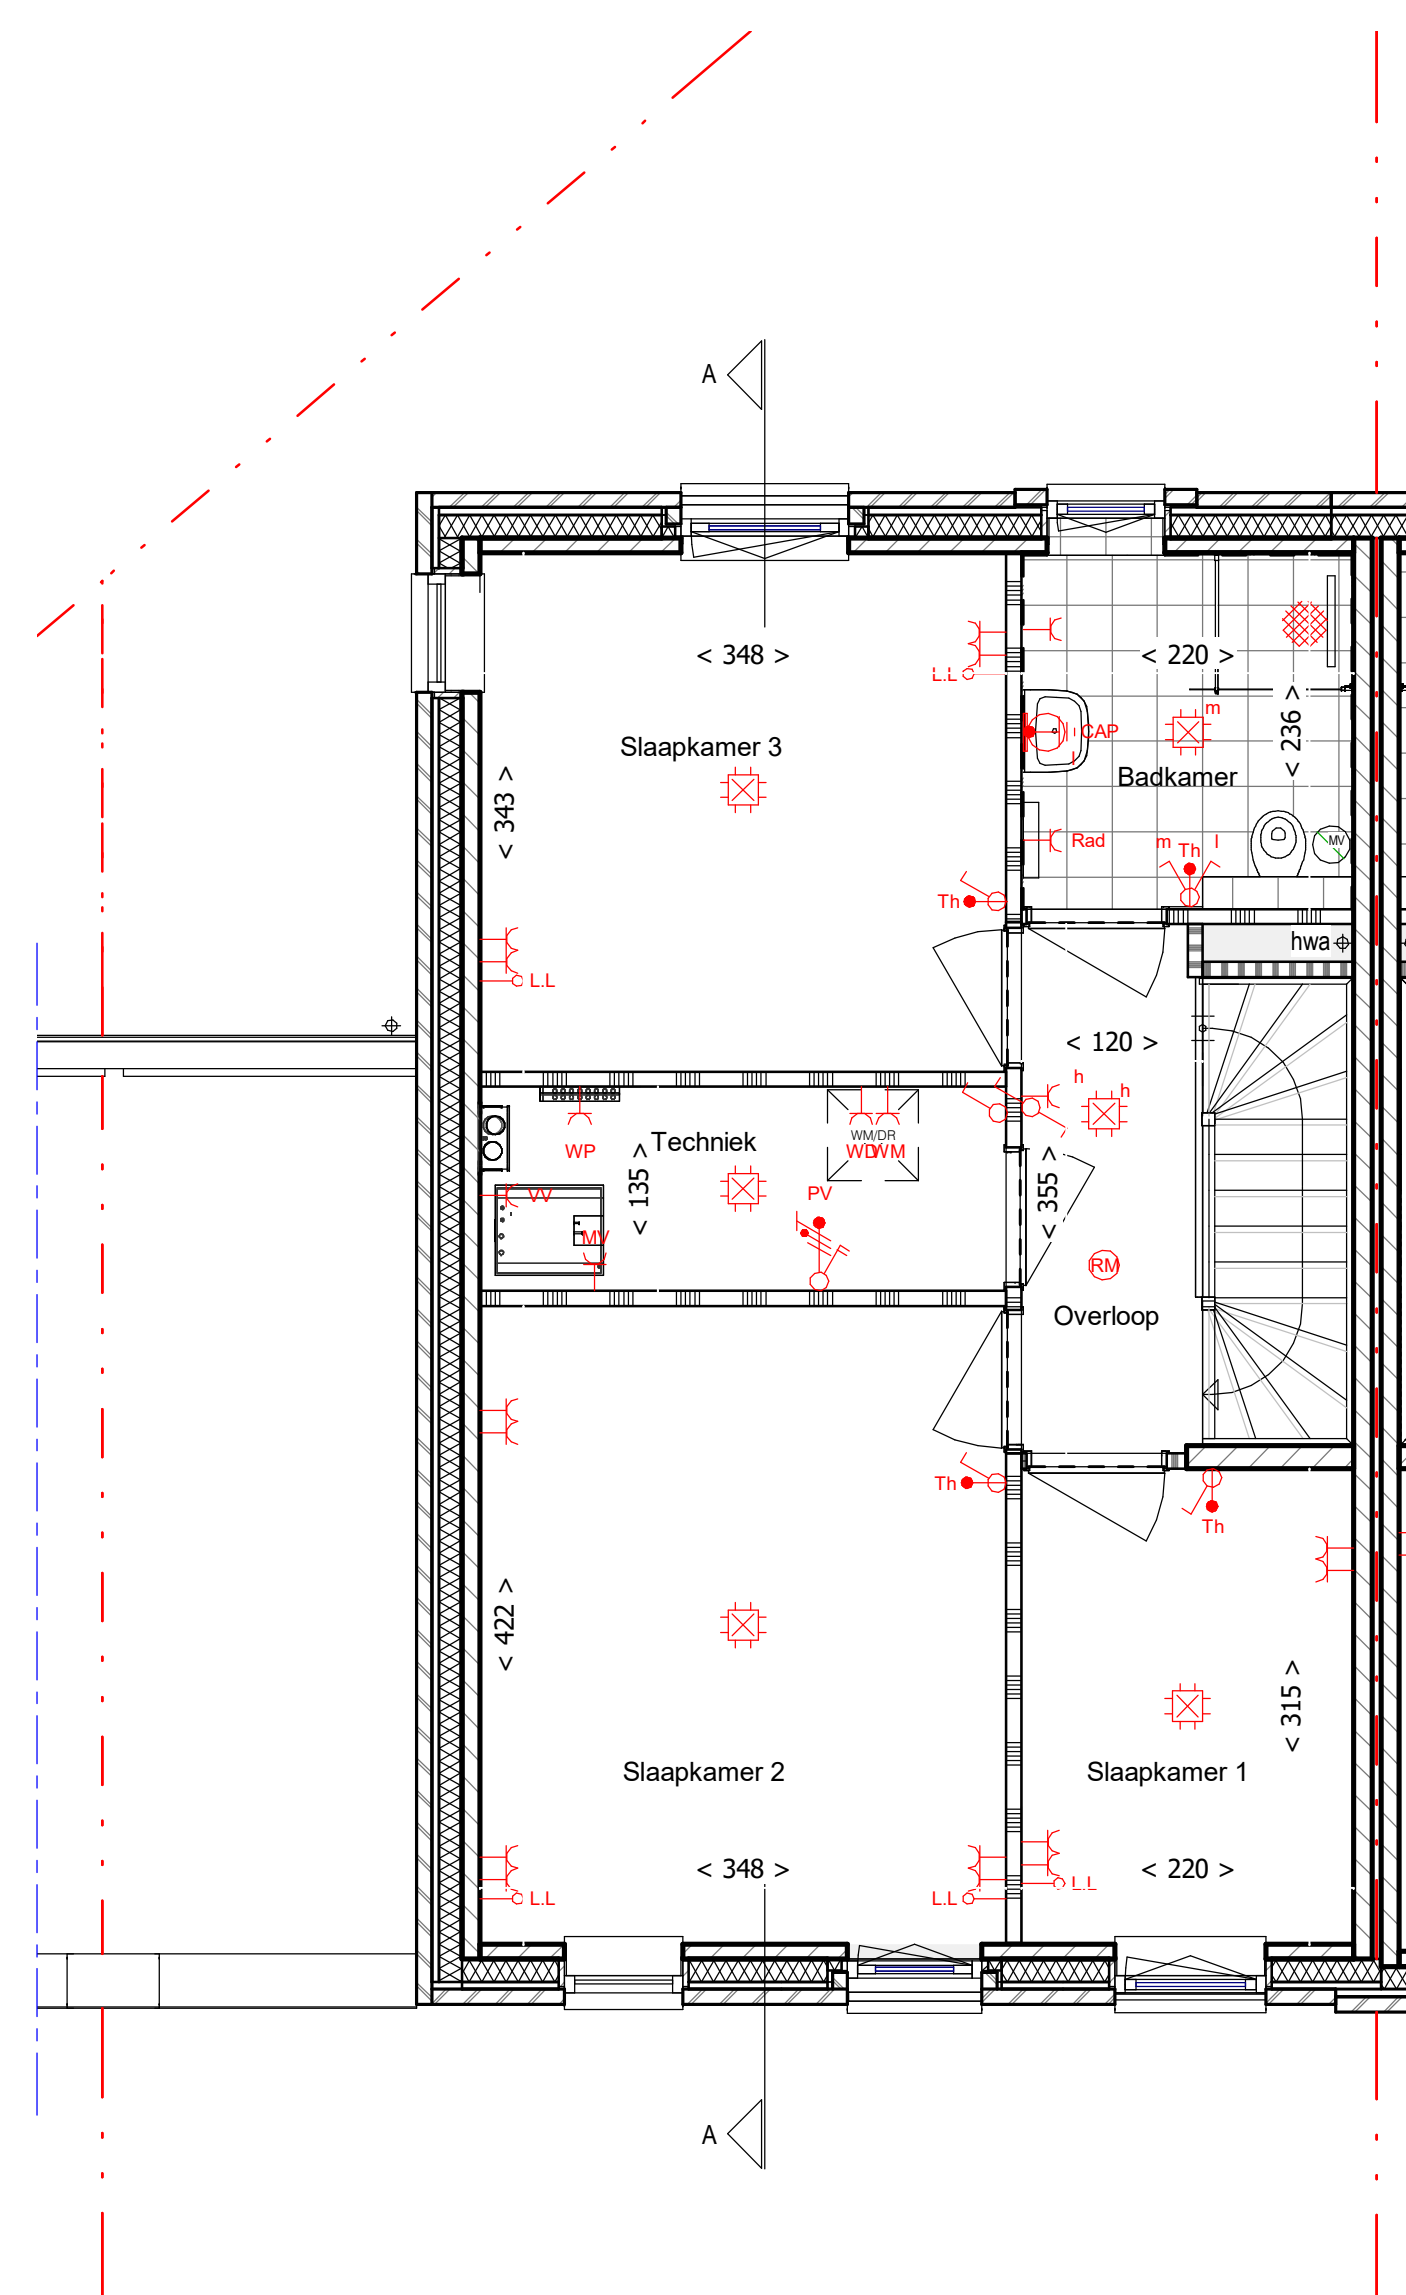 A
< 348 >
< 220 >
L.L
m
CAP
l
< 236 >
Slaapkamer 3
Badkamer
< 343 >
Rad
m
Th
l
MV
Th
hwa
L.L
< 120 >
h
h
WM/DR
Techniek
WP
WD
WM
< 135 >
VV
PV
< 355 >
MV
RM
Overloop
Th
Th
< 422 >
< 315 >
Slaapkamer 2
Slaapkamer 1
< 348 >
< 220 >
L.L
L.L
L.L
A